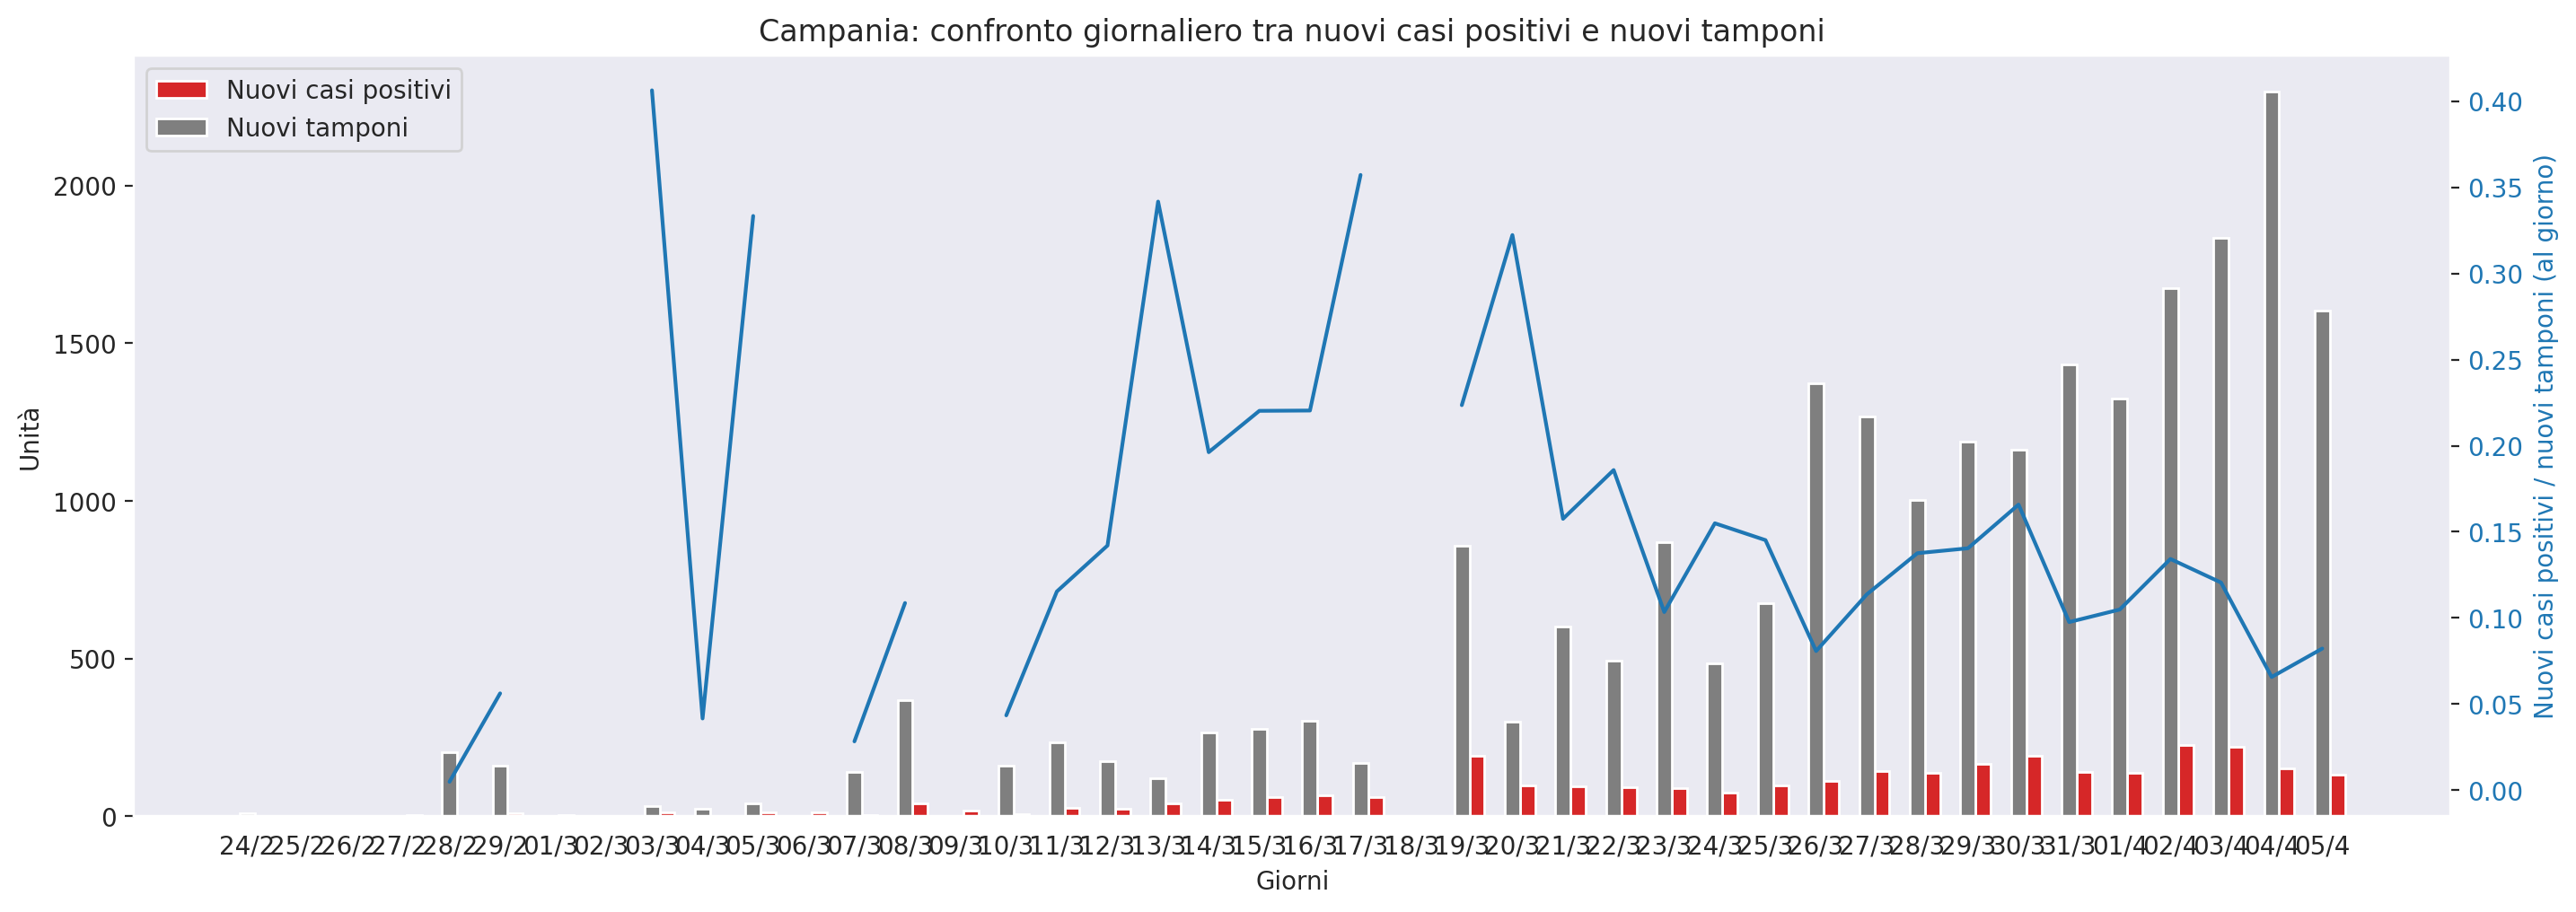 Campania: confronto giornaliero tra nuovi casi positivi e nuovi tamponi
Nuovi casi positivi
Nuovi tamponi
2000
1500
1000
500
0
Unità
0.40
0.35
0.30
0.25
0.20
0.15
0.10
0.05
0.00
Nuovi casi positivi / nuovi tamponi (al giorno)
24/2 25/2 26/2 27/2 28/2 29/2 01/3 02/3 03/3 04/3 05/3 06/3 07/3 08/3 09/3 10/3 11/3 12/3 13/3 14/3 15/3 16/3 17/3 18/3 19/3 20/3 21/3 22/3 23/3 24/3 25/3 26/3 27/3 28/3 29/3 30/3 31/3 01/4 02/4 03/4 04/4 05/4
Giorni